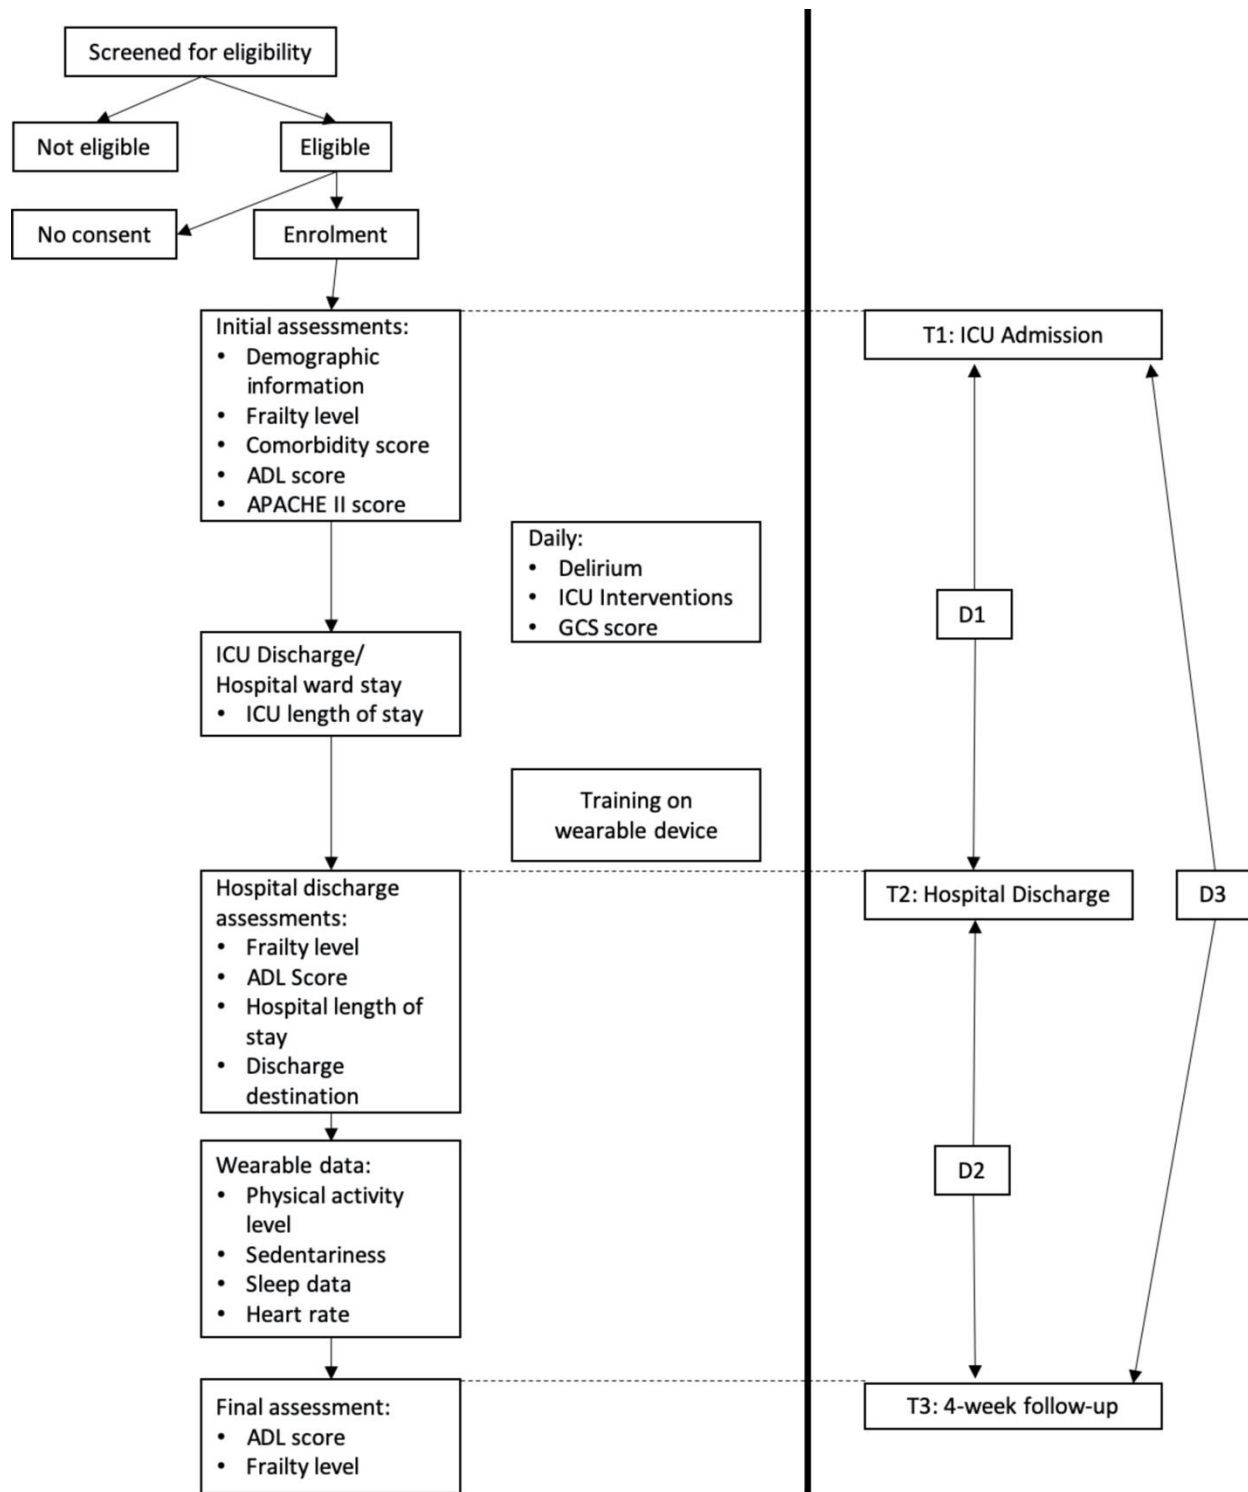 Screened for eligibility
Not eligible
Eligible
No consent
Enrolment
Initial assessments:
• Demographic
information
• Frailty level
• Comorbidity score
• ADL score
• APACHE II score
Daily:
• Delirium
• ICU Interventions
• GCS score
ICU Discharge/
Hospital ward stay
• ICU length of stay
Training on
wearable device
Hospital discharge
assessments:
• Frailty level
• ADL Score
• Hospital length of
stay
• Discharge
destination
Wearable data:
• Physical activity
level
• Sedentariness
• Sleep data
• Heart rate
Final assessment:
• ADL score
• Frailty level
T1: ICU Admission
D1
T2: Hospital Discharge
D3
D2
T3: 4-week follow-up